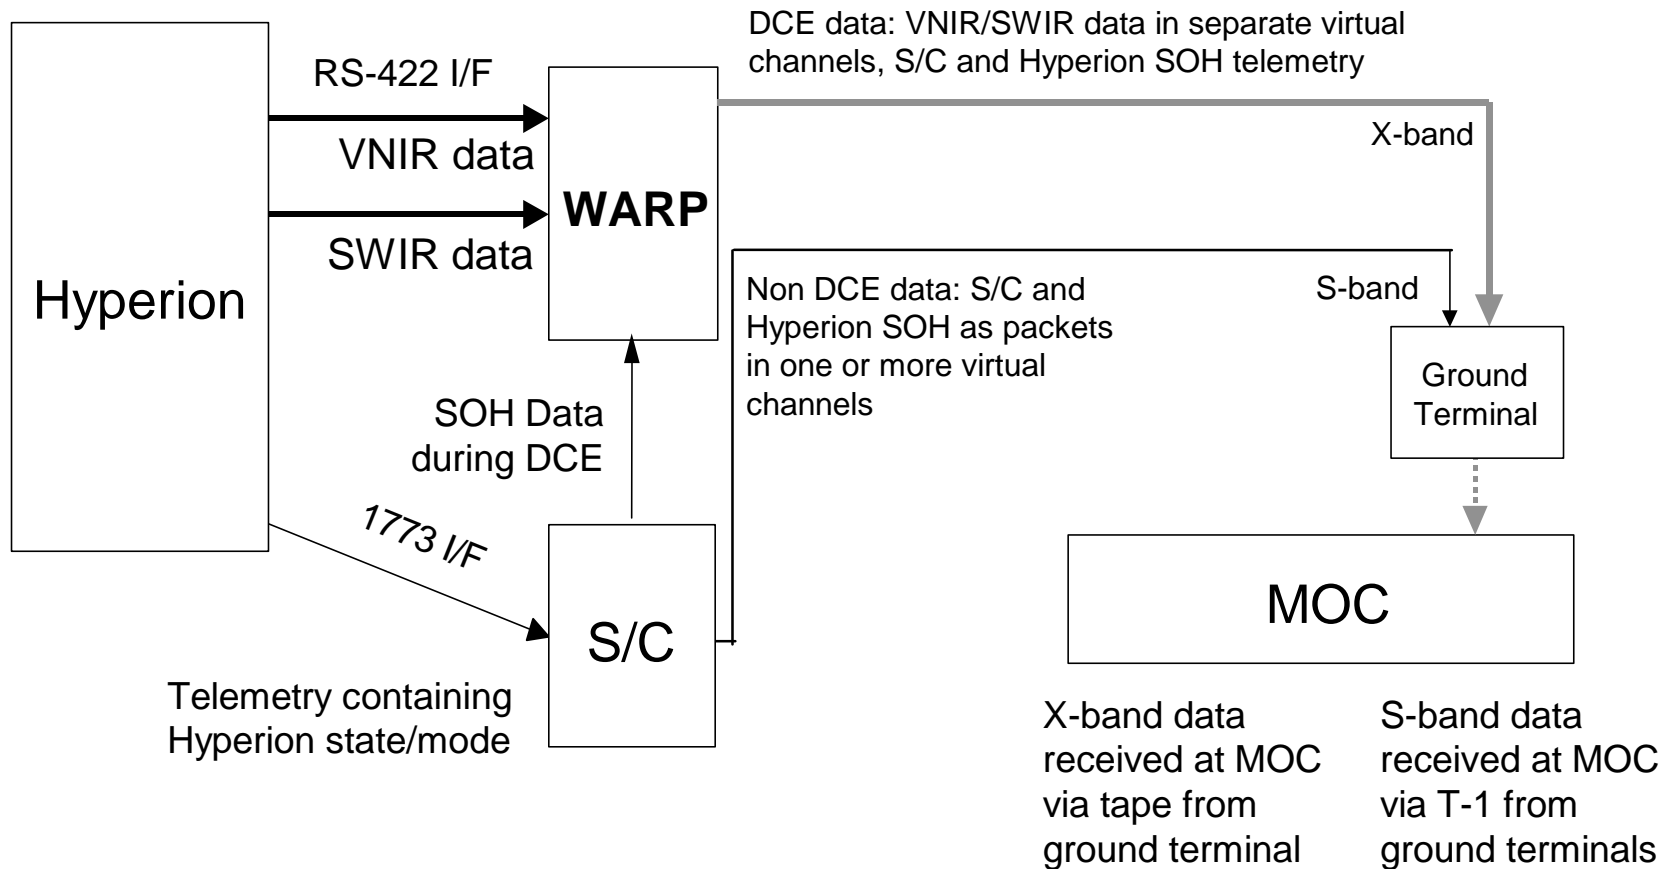 DCE data: VNIR/SWIR data in separate virtual
channels, S/C and Hyperion SOH telemetry
RS-422 I/F
VNIR data
SWIR data
Hyperion
WARP
X-band
S-band
Non DCE data: S/C and
Hyperion SOH as packets
in one or more virtual
channels
Ground
Terminal
SOH Data
during DCE
1773 I/F
S/C
MOC
Telemetry containing
Hyperion state/mode
X-band data
received at MOC
via tape from
ground terminal
S-band data
received at MOC
via T-1 from
ground terminals